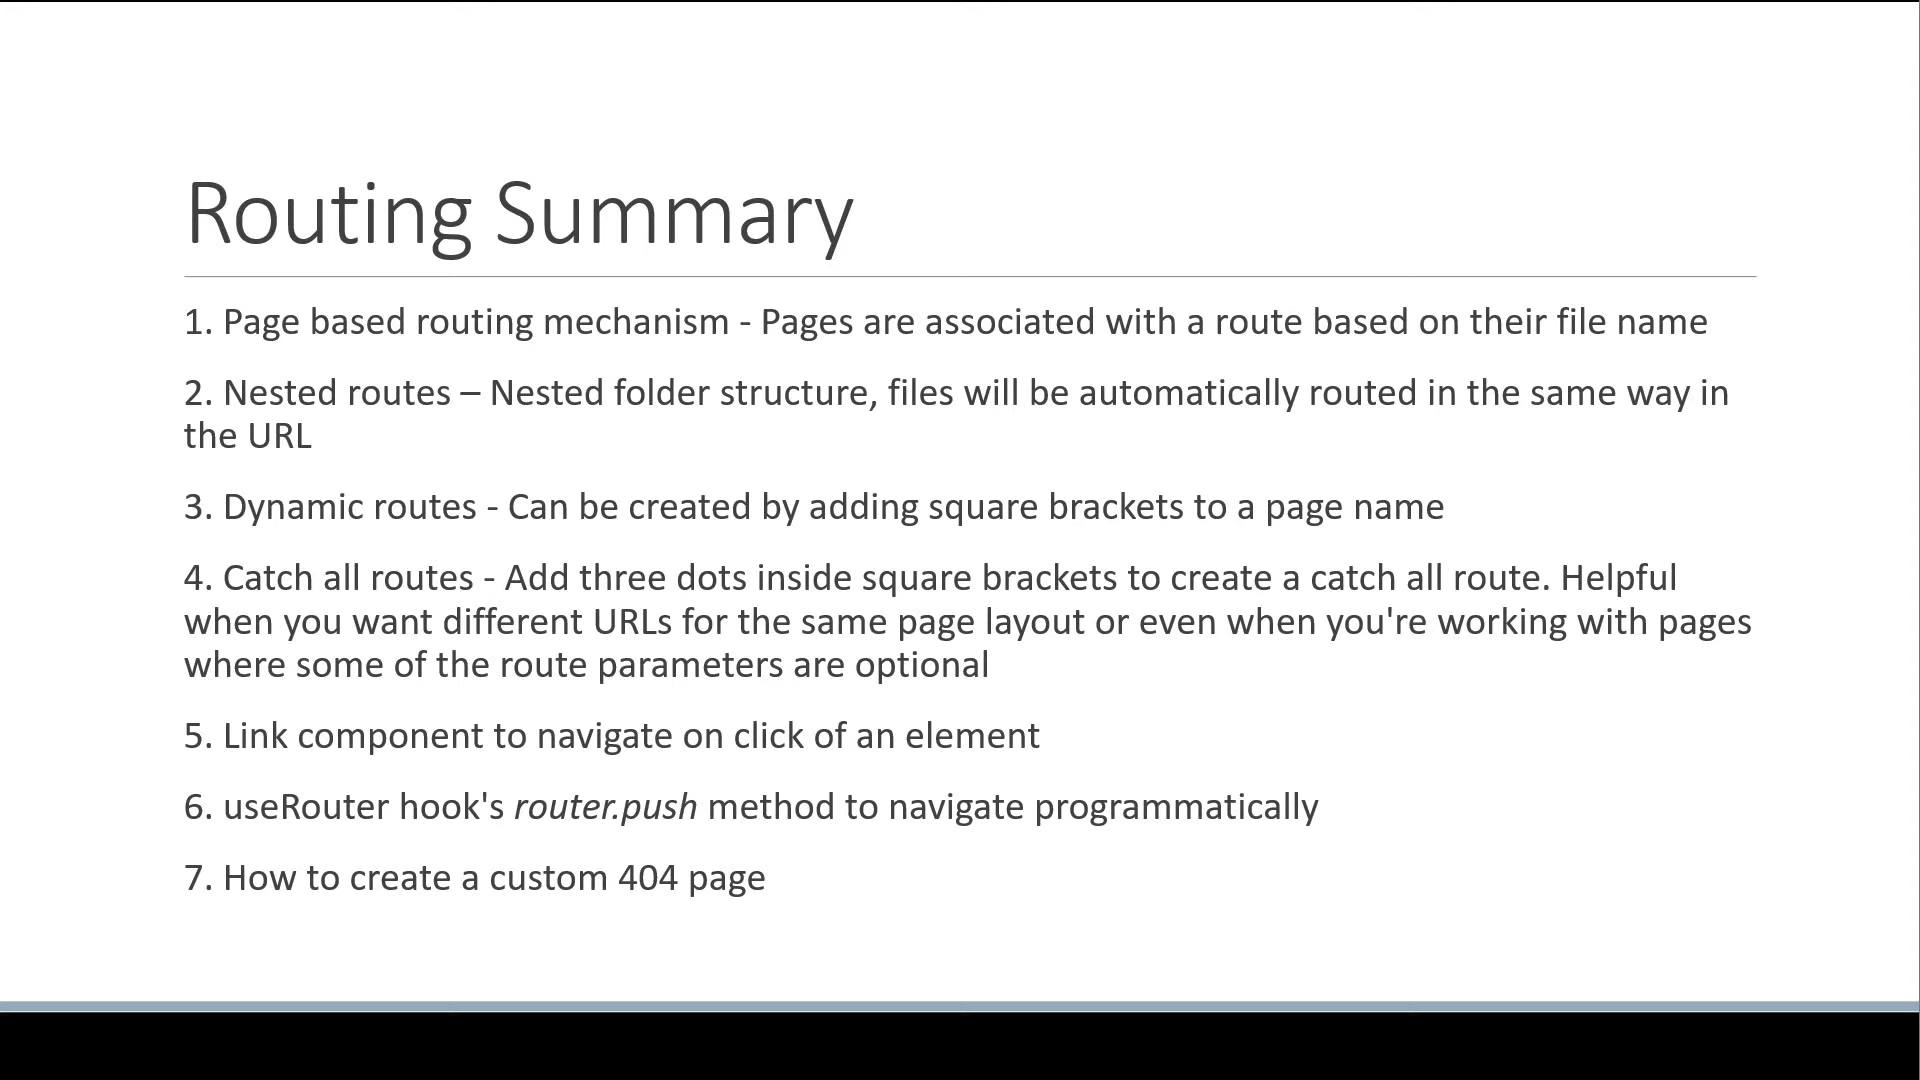 Routing Summary
1. Page based routing mechanism - Pages are associated with a route based on their file name
2. Nested routes – Nested folder structure, files will be automatically routed in the same way in
the URL
3. Dynamic routes - Can be created by adding square brackets to a page name
4. Catch all routes - Add three dots inside square brackets to create a catch all route. Helpful
when you want different URLs for the same page layout or even when you're working with pages
where some of the route parameters are optional
5. Link component to navigate on click of an element
6. useRouter hook's router.push method to navigate programmatically
7. How to create a custom 404 page